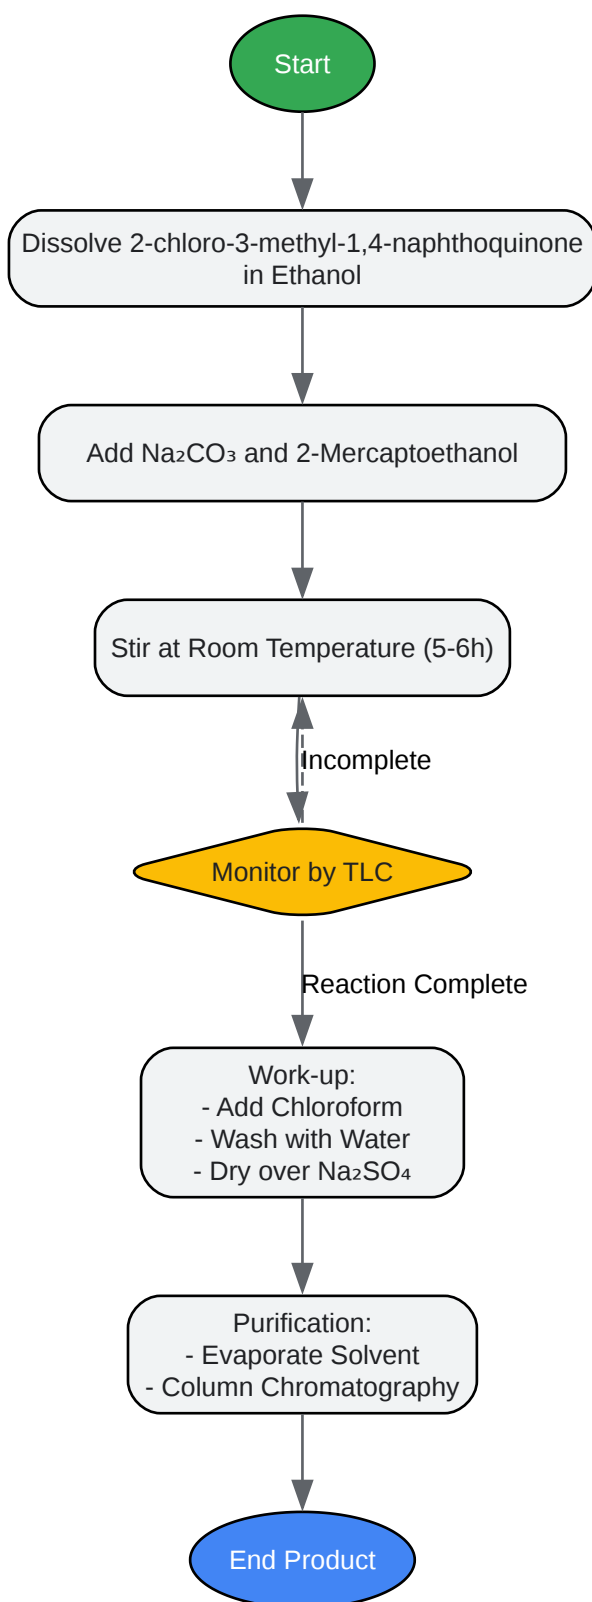 Start
Dissolve 2-chloro-3-methyl-1,4-naphthoquinone
in Ethanol
Add Na₂CO₃ and 2-Mercaptoethanol
Stir at Room Temperature (5-6h)
Incomplete
Monitor by TLC
Reaction Complete
Work-up:
- Add Chloroform
- Wash with Water
- Dry over Na₂SO₄
Purification:
- Evaporate Solvent
- Column Chromatography
End Product